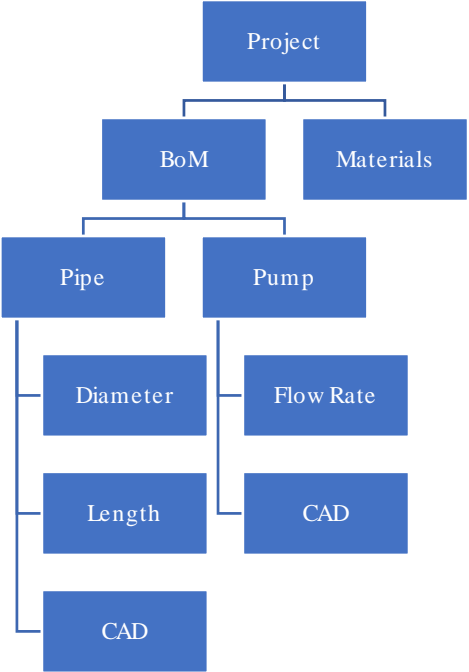 Project
BoM
Materials
Pipe
Pump
Diameter
Flow Rate
Length
CAD
CAD